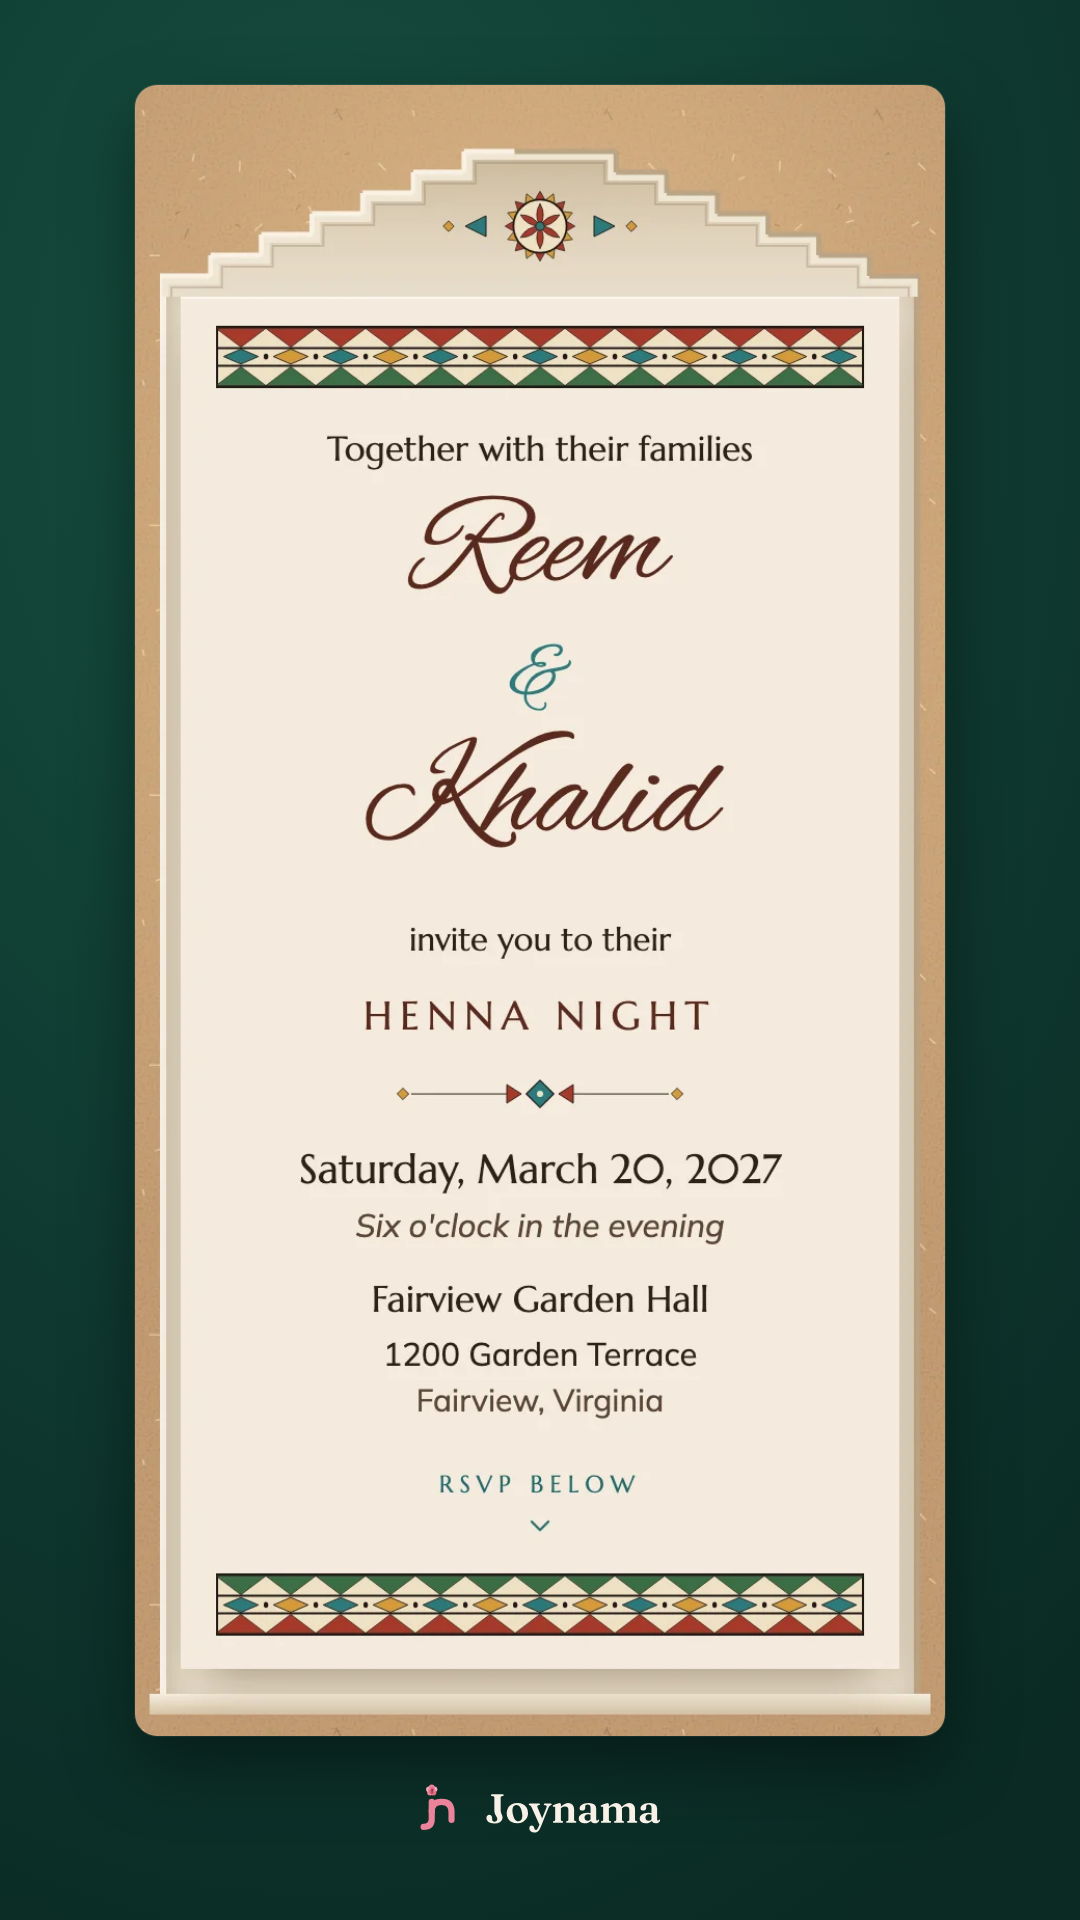 Together with their families
Reem
&
Khalid
invite you to their
HENNA NIGHT
Saturday, March 20, 2027
Six o'clock in the evening
Fairview Garden Hall
1200 Garden Terrace
Fairview, Virginia
RSVP BELOW
Joynama